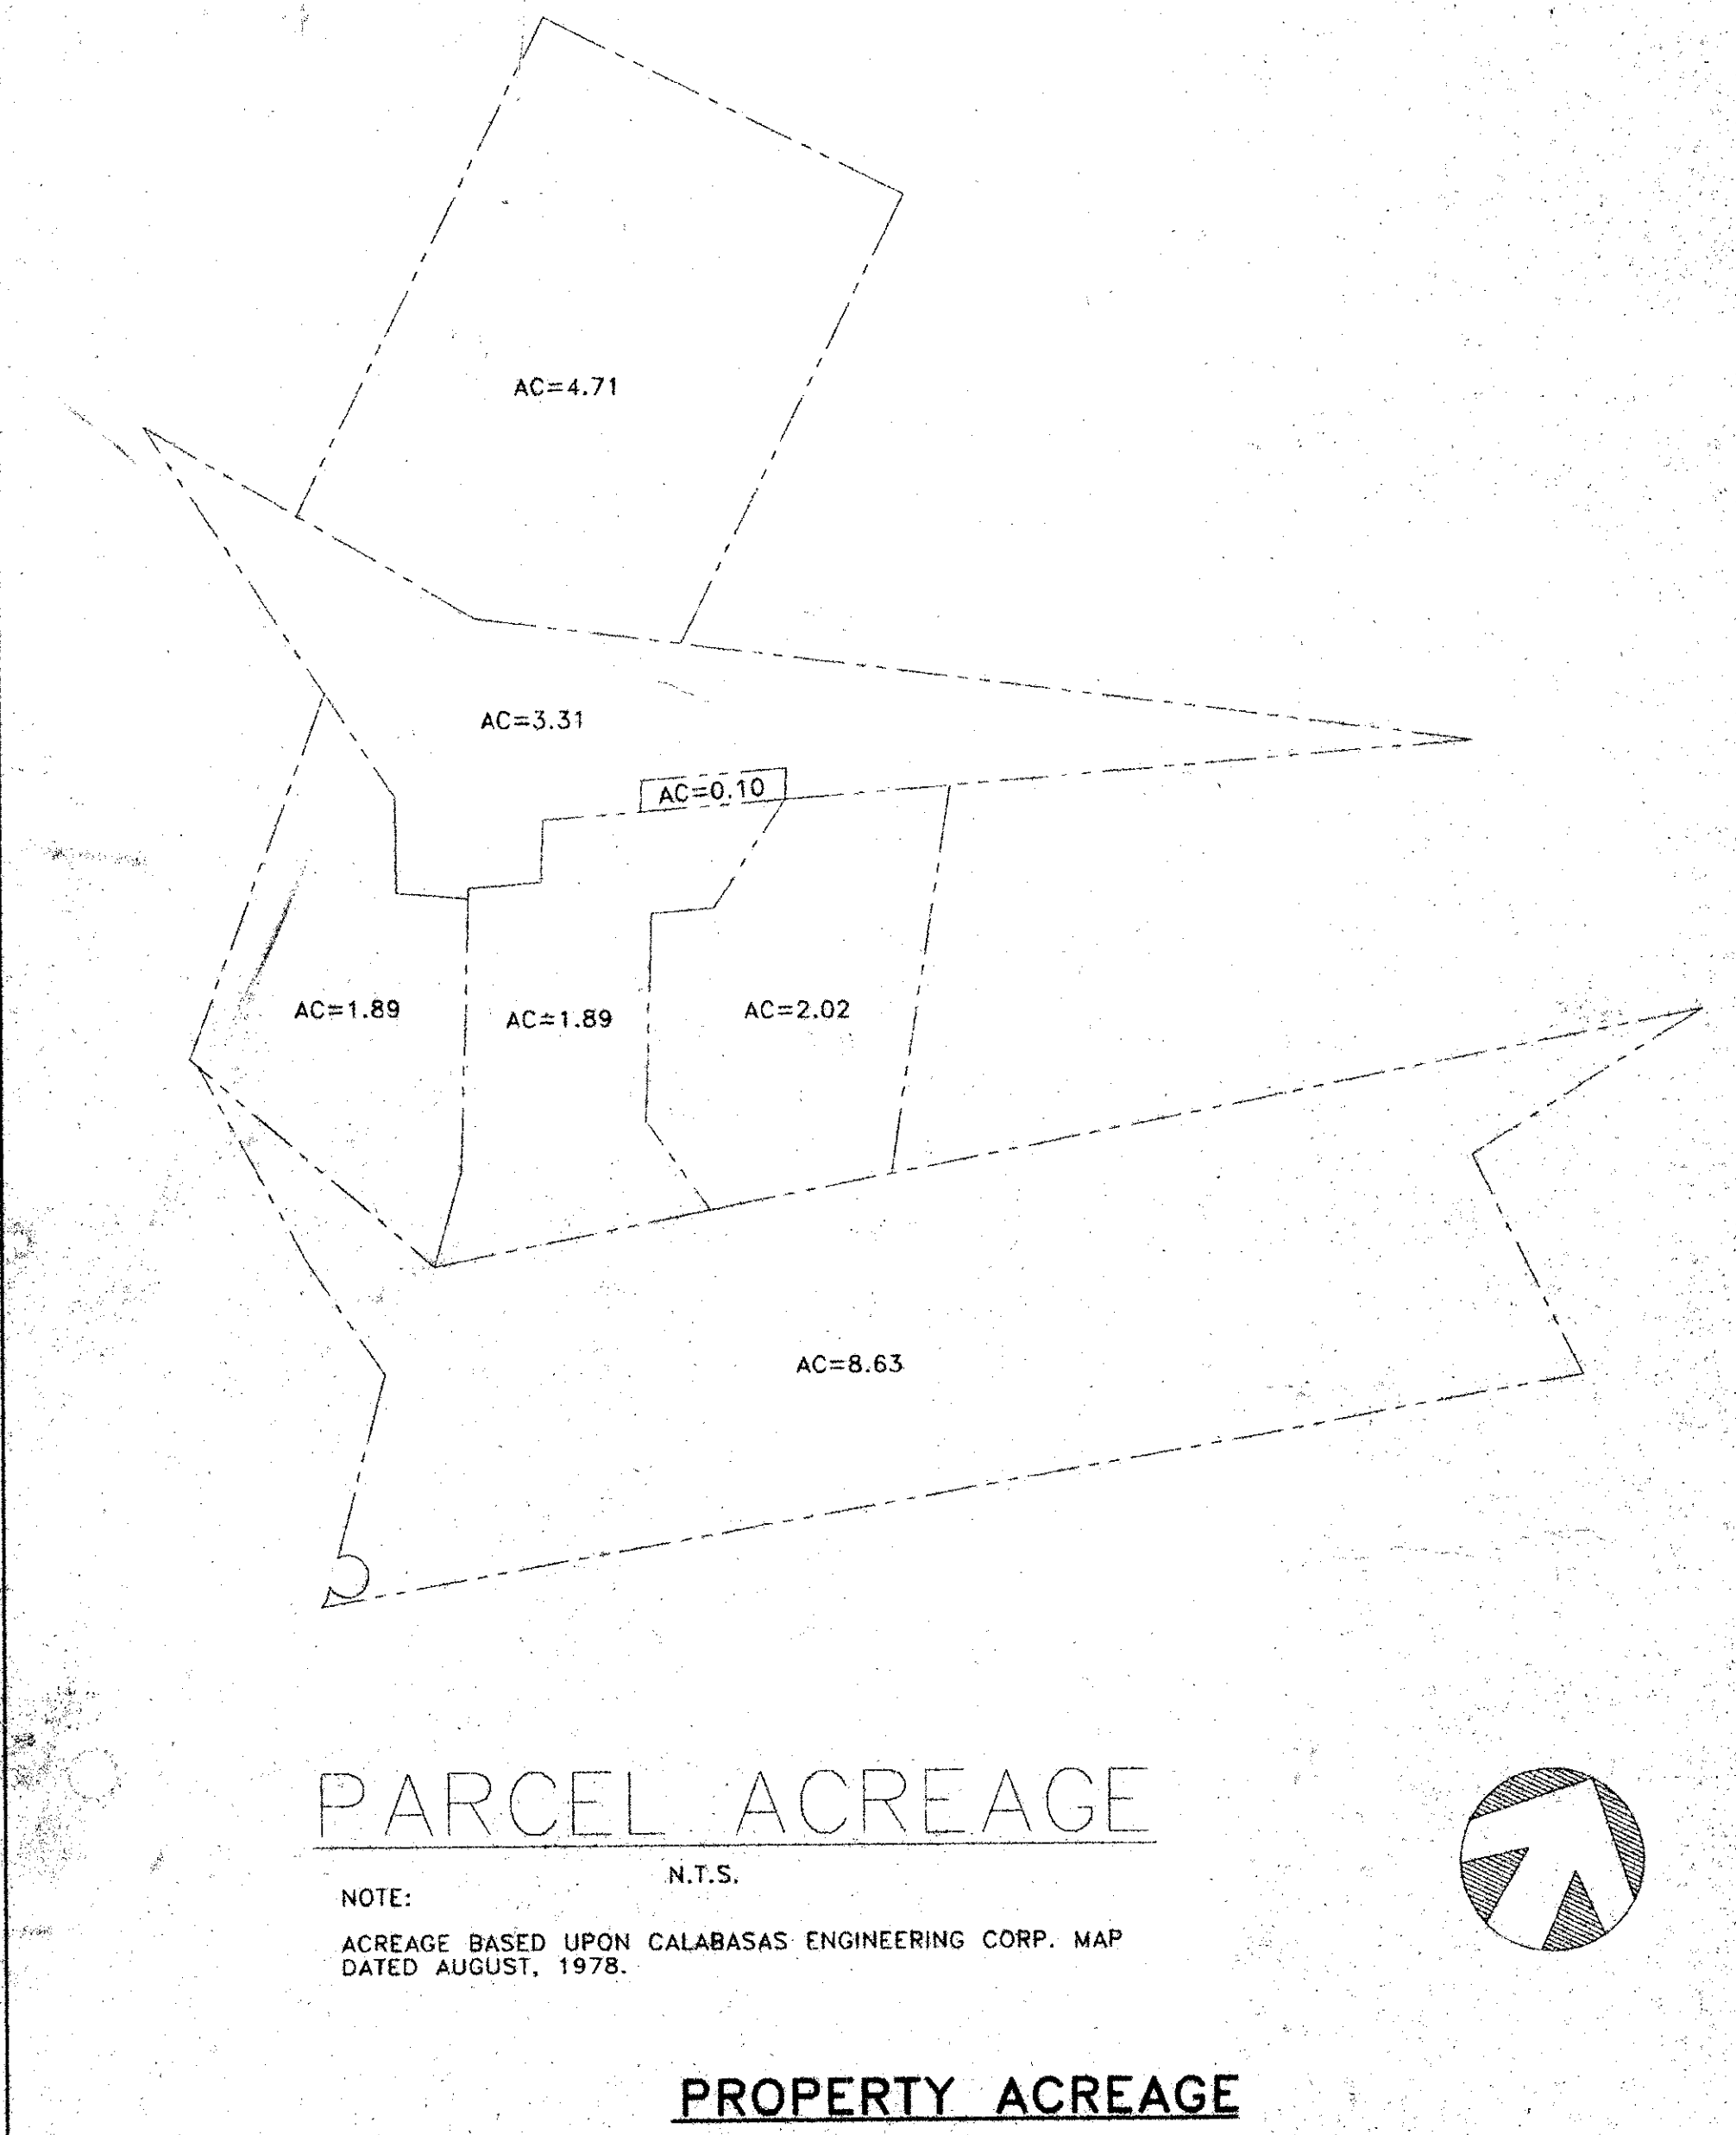 AC=4.71
AC=3.31
AC=0.10
AC=1.89
AC=1.89
AC=2.02
AC=8.63
PARCEL ACREAGE
N.T.S.
NOTE:
ACREAGE BASED UPON CALABASAS ENGINEERING CORP. MAP
DATED AUGUST, 1978.
PROPERTY ACREAGE